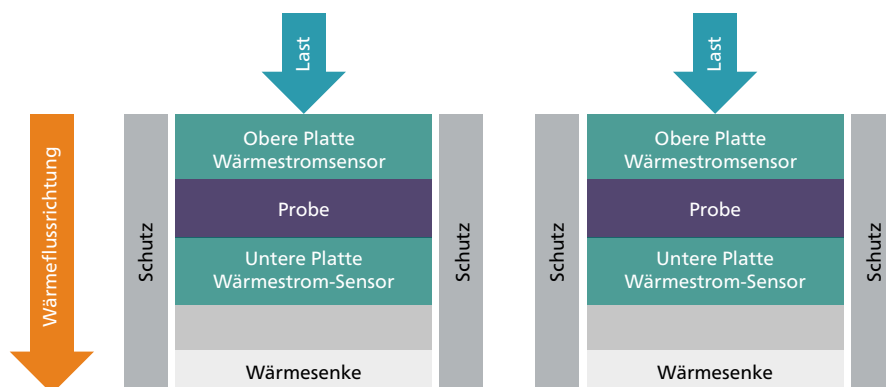 Wärmeflussrichtung
Last
Schutz
Obere Platte
Wärmestromsensor
Probe
Untere Platte
Wärmestrom-Sensor
Wärmesenke
Schutz
Last
Schutz
Obere Platte
Wärmestromsensor
Probe
Untere Platte
Wärmestrom-Sensor
Wärmesenke
Schutz